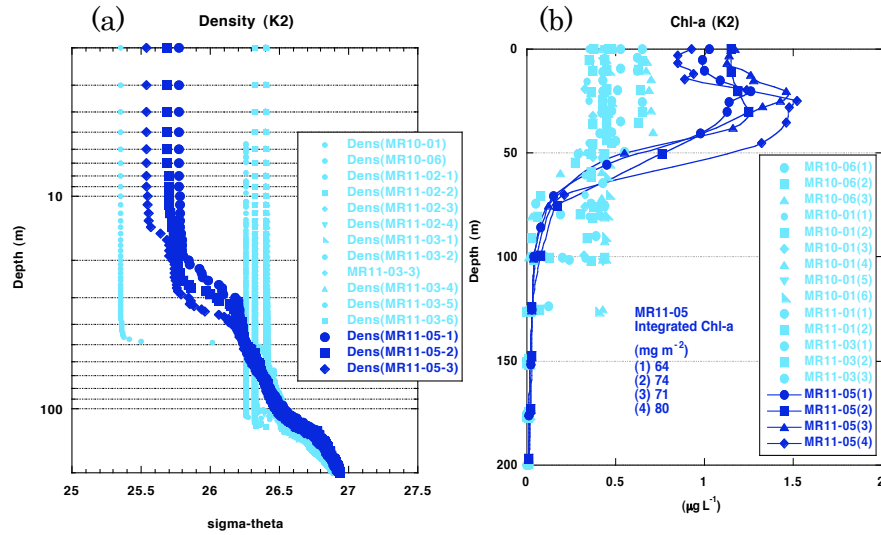 (a)
Density (K2)
10
100
Depth (m)
25
25.5
26
26.5
27
27.5
sigma-theta
Dens(MR10-01)
Dens(MR10-06)
Dens(MR11-02-1)
Dens(MR11-02-2)
Dens(MR11-02-3)
Dens(MR11-02-4)
Dens(MR11-03-1)
Dens(MR11-03-2)
MR11-03-3)
Dens(MR11-03-4)
Dens(MR11-03-5)
Dens(MR11-03-6)
Dens(MR11-05-1)
Dens(MR11-05-2)
Dens(MR11-05-3)
(b)
Chl-a (K2)
0
50
100
150
200
Depth (m)
0
0.5
1
1.5
2
(µg L⁻¹)
MR11-05
Integrated Chl-a
(mg m⁻²)
(1) 64
(2) 74
(3) 71
(4) 80
MR10-06(1)
MR10-06(2)
MR10-06(3)
MR10-01(1)
MR10-01(2)
MR10-01(3)
MR10-01(4)
MR10-01(5)
MR10-01(6)
MR11-01(1)
MR11-01(2)
MR11-03(1)
MR11-03(2)
MR11-03(3)
MR11-05(1)
MR11-05(2)
MR11-05(3)
MR11-05(4)